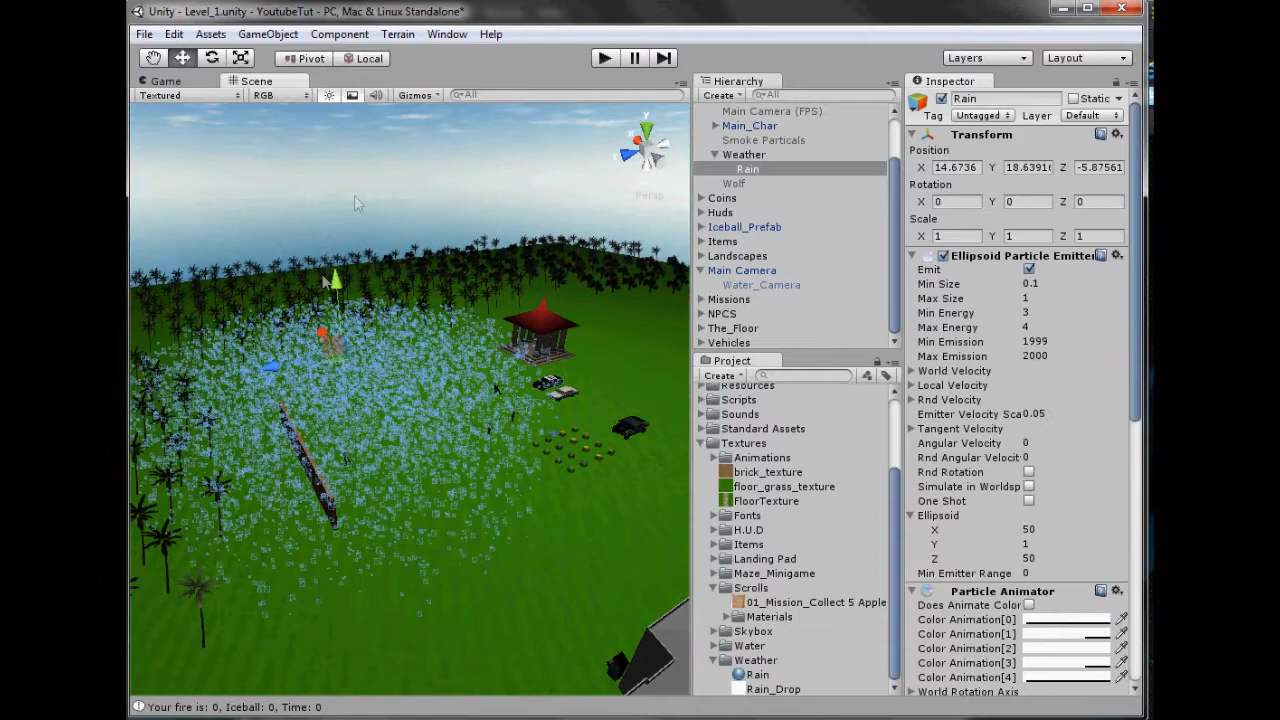 Unity - Level_1.unity - YoutubeTut - PC, Mac & Linux Standalone*
File Edit Assets GameObject Component Terrain Window Help
Pivot Local Layers Layout
Game Scene
Textured RGB Gizmos All
y
x
Persp
Hierarchy
Create All
Main Camera (FPS)
Main_Char
Smoke Particals
Weather
Rain
Wolf
Coins
Huds
Iceball_Prefab
Items
Landscapes
Main Camera
Water_Camera
Missions
NPCS
The_Floor
Vehicles
Project
Create
Resources
Scripts
Sounds
Standard Assets
Textures
Animations
brick_texture
floor_grass_texture
FloorTexture
Fonts
H.U.D
Items
Landing Pad
Maze_Minigame
Scrolls
01_Mission_Collect 5 Apple
Materials
Skybox
Water
Weather
Rain
Rain_Drop
Inspector
Rain Static
Tag Untagged Layer Default
Transform
Position
X 14.6736 Y 18.6391 Z -5.87561
Rotation
X 0 Y 0 Z 0
Scale
X 1 Y 1 Z 1
Ellipsoid Particle Emitter
Emit
Min Size 0.1
Max Size 1
Min Energy 3
Max Energy 4
Min Emission 1999
Max Emission 2000
World Velocity
Local Velocity
Rnd Velocity
Emitter Velocity Sca 0.05
Tangent Velocity
Angular Velocity 0
Rnd Angular Velocit 0
Rnd Rotation
Simulate in Worldsp
One Shot
Ellipsoid
X 50
Y 1
Z 50
Min Emitter Range 0
Particle Animator
Does Animate Color
Color Animation[0]
Color Animation[1]
Color Animation[2]
Color Animation[3]
Color Animation[4]
World Rotation Axis
Your fire is: 0, Iceball: 0, Time: 0